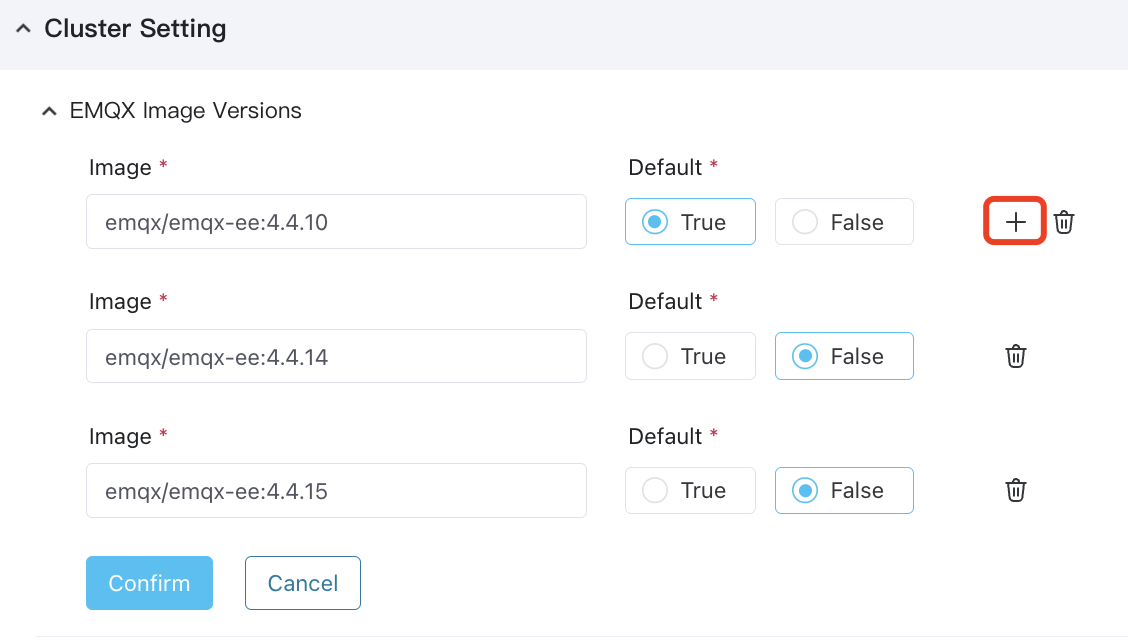 Cluster Setting
EMQX Image Versions
Image * Default *
emqx/emqx-ee:4.4.10 True False
Image * Default *
emqx/emqx-ee:4.4.14 True False
Image * Default *
emqx/emqx-ee:4.4.15 True False
Confirm Cancel